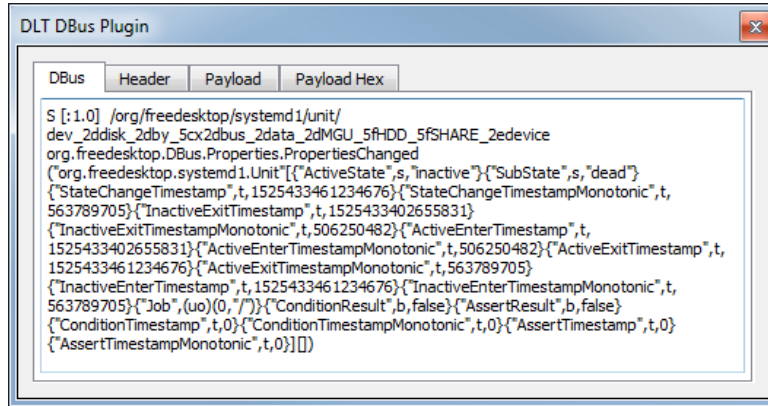 DLT DBus Plugin
DBus Header Payload Payload Hex
S [:1.0] /org/freedesktop/systemd1/unit/
dev_2ddisk_2dby_5cx2dbus_2data_2dMGU_5fHDD_5fSHARE_2edevice
org.freedesktop.DBus.Properties.PropertiesChanged
("org.freedesktop.systemd1.Unit"[{"ActiveState",s,"inactive"}{"SubState",s,"dead"}
{"StateChangeTimestamp",t,1525433461234676}{"StateChangeTimestampMonotonic",t,
563789705}{"InactiveExitTimestamp",t,1525433402655831}
{"InactiveExitTimestampMonotonic",t,506250482}{"ActiveEnterTimestamp",t,
1525433402655831}{"ActiveEnterTimestampMonotonic",t,506250482}{"ActiveExitTimestamp",t,
1525433461234676}{"ActiveExitTimestampMonotonic",t,563789705}
{"InactiveEnterTimestamp",t,1525433461234676}{"InactiveEnterTimestampMonotonic",t,
563789705}{"Job",(uo)(0,"/")}{"ConditionResult",b,false}{"AssertResult",b,false}
{"ConditionTimestamp",t,0}{"ConditionTimestampMonotonic",t,0}{"AssertTimestamp",t,0}
{"AssertTimestampMonotonic",t,0}][])